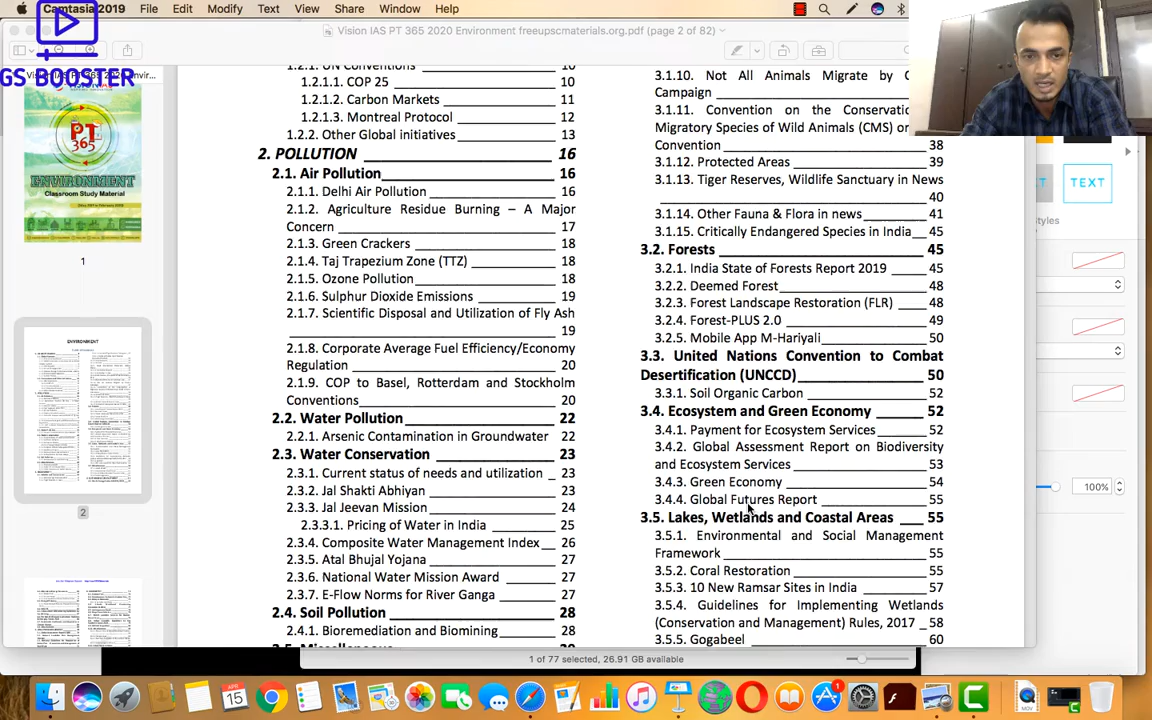 Camtasia 2019 File Edit Modify Text View Share Window Help
Vision IAS PT 365 2020 Environment freeupscmaterials.org.pdf (page 2 of 82)
GS BOOSTER
PT
365
ENVIRONMENT
Classroom Study Material
1
2
1.2.1.1. COP 25 10
1.2.1.2. Carbon Markets 11
1.2.1.3. Montreal Protocol 12
1.2.2. Other Global initiatives 13
2. POLLUTION 16
2.1. Air Pollution 16
2.1.1. Delhi Air Pollution 16
2.1.2. Agriculture Residue Burning – A Major
Concern 17
2.1.3. Green Crackers 18
2.1.4. Taj Trapezium Zone (TTZ) 18
2.1.5. Ozone Pollution 18
2.1.6. Sulphur Dioxide Emissions 19
2.1.7. Scientific Disposal and Utilization of Fly Ash
19
2.1.8. Corporate Average Fuel Efficiency/Economy
Regulation 20
2.1.9. COP to Basel, Rotterdam and Stockholm
Conventions 20
2.2. Water Pollution 22
2.2.1. Arsenic Contamination in Groundwater 22
2.3. Water Conservation 23
2.3.1. Current status of needs and utilization 23
2.3.2. Jal Shakti Abhiyan 23
2.3.3. Jal Jeevan Mission 24
2.3.3.1. Pricing of Water in India 25
2.3.4. Composite Water Management Index 26
2.3.5. Atal Bhujal Yojana 27
2.3.6. National Water Mission Award 27
2.3.7. E-Flow Norms for River Ganga 27
2.4. Soil Pollution 28
2.4.1. Bioremediation and Biomining 28
3.1.10. Not All Animals Migrate by
Campaign
3.1.11. Convention on the
Migratory Species of Wild Animals (CMS) or
Convention 38
3.1.12. Protected Areas 39
3.1.13. Tiger Reserves, Wildlife Sanctuary in News
40
3.1.14. Other Fauna & Flora in news 41
3.1.15. Critically Endangered Species in India 45
3.2. Forests 45
3.2.1. India State of Forests Report 2019 45
3.2.2. Deemed Forest 48
3.2.3. Forest Landscape Restoration (FLR) 48
3.2.4. Forest-PLUS 2.0 49
3.2.5. Mobile App M-Hariyali 50
3.3. United Nations Convention to Combat
Desertification (UNCCD) 50
3.3.1. Soil Organic Carbon 52
3.4. Ecosystem and Green Economy 52
3.4.1. Payment for Ecosystem Services 52
3.4.2. Global Assessment Report on Biodiversity
and Ecosystem Services 53
3.4.3. Green Economy 54
3.4.4. Global Futures Report 55
3.5. Lakes, Wetlands and Coastal Areas 55
3.5.1. Environmental and Social Management
Framework 55
3.5.2. Coral Restoration 55
3.5.3. 10 New Ramsar Sites in India 57
3.5.4. Guidelines for Implementing Wetlands
(Conservation and Management) Rules, 2017 58
3.5.5. Gogabeel 60
TEXT
100%
1 of 77 selected, 26.91 GB available
APR
15